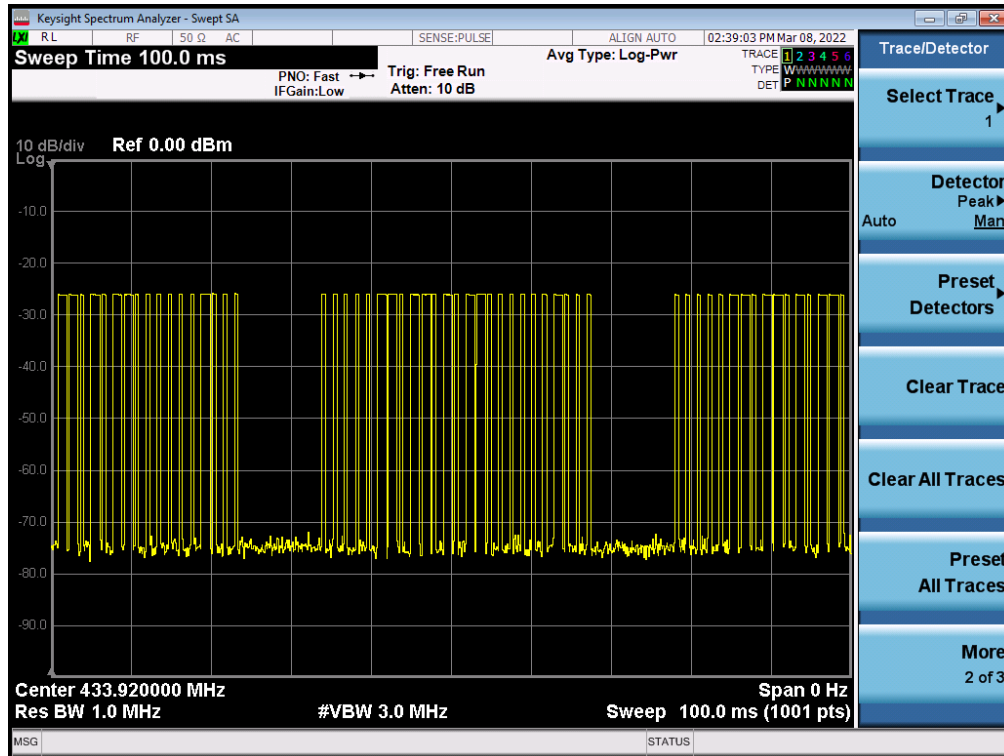 Keysight Spectrum Analyzer - Swept SA
LXI RL RF 50 Ω AC SENSE:PULSE ALIGN AUTO 02:39:03 PM Mar 08, 2022
Sweep Time 100.0 ms
PNO: Fast
IFGain:Low
Trig: Free Run
Atten: 10 dB
Avg Type: Log-Pwr
TRACE 1 2 3 4 5 6
TYPE WWWWWW
DET P N N N N N
10 dB/div Ref 0.00 dBm
Log
-10.0
-20.0
-30.0
-40.0
-50.0
-60.0
-70.0
-80.0
-90.0
Center 433.920000 MHz Span 0 Hz
Res BW 1.0 MHz #VBW 3.0 MHz Sweep 100.0 ms (1001 pts)
MSG STATUS
Trace/Detector
Select Trace
1
Detector
Peak
Auto Man
Preset
Detectors
Clear Trace
Clear All Traces
Preset
All Traces
More
2 of 3